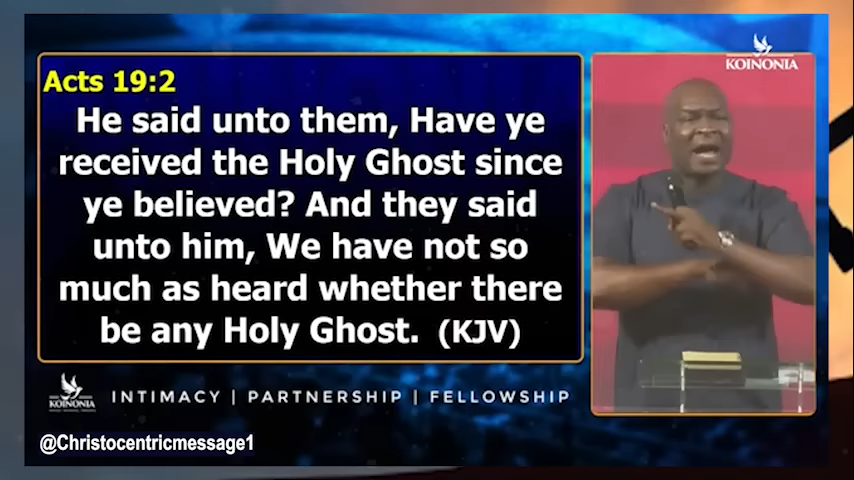 KOINONIA
Acts 19:2
He said unto them, Have ye
received the Holy Ghost since
ye believed? And they said
unto him, We have not so
much as heard whether there
be any Holy Ghost. (KJV)
KOINONIA
INTIMACY | PARTNERSHIP | FELLOWSHIP
@Christocentricmessage1